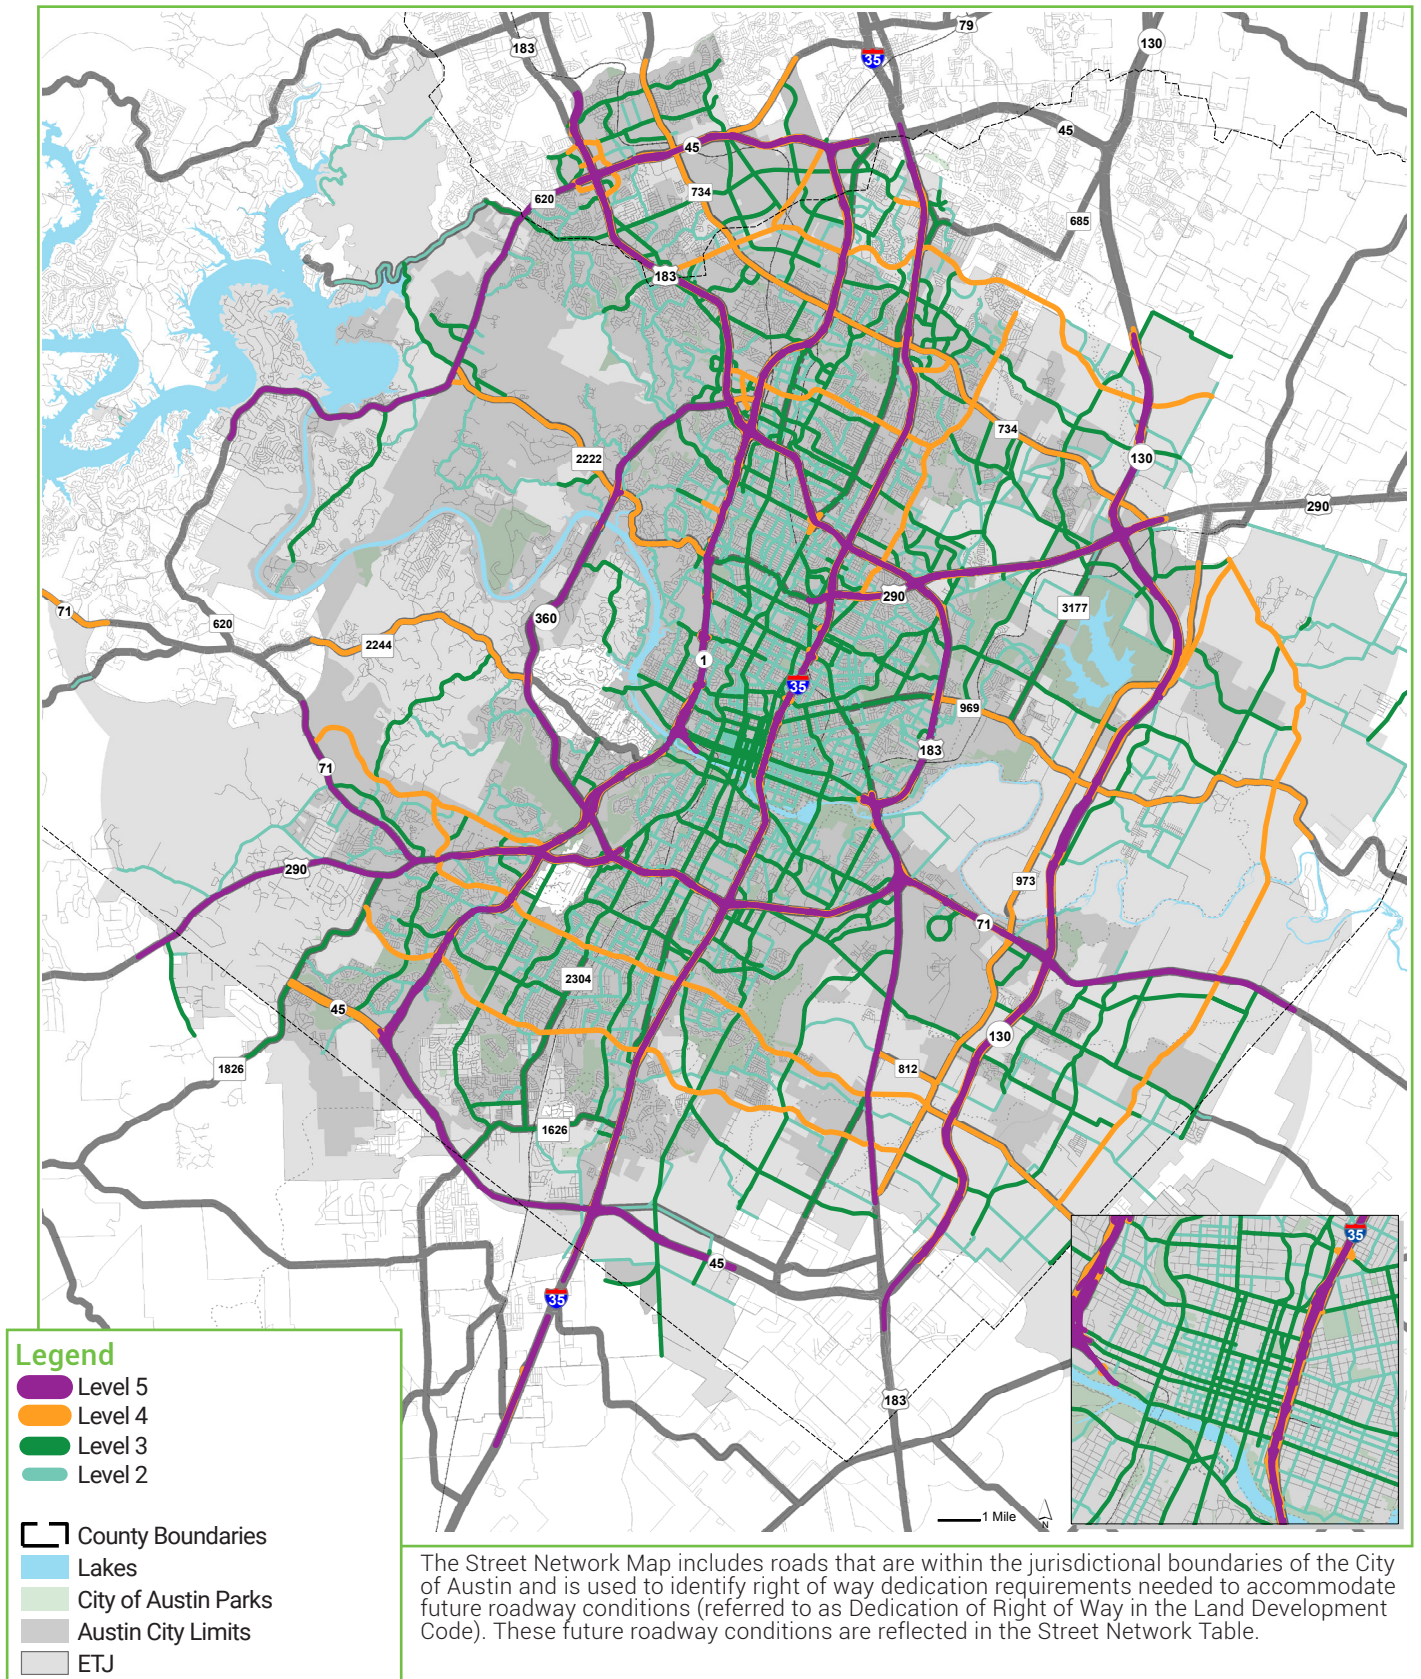 183
79
35
130
45
45
620
734
685
183
2222
734
130
290
71
620
2244
360
290
3177
1
35
969
183
71
290
973
71
2304
45
130
1826
812
1626
45
35
183
35
1 Mile
N
Legend
Level 5
Level 4
Level 3
Level 2
County Boundaries
Lakes
City of Austin Parks
Austin City Limits
ETJ
The Street Network Map includes roads that are within the jurisdictional boundaries of the City
of Austin and is used to identify right of way dedication requirements needed to accommodate
future roadway conditions (referred to as Dedication of Right of Way in the Land Development
Code). These future roadway conditions are reflected in the Street Network Table.